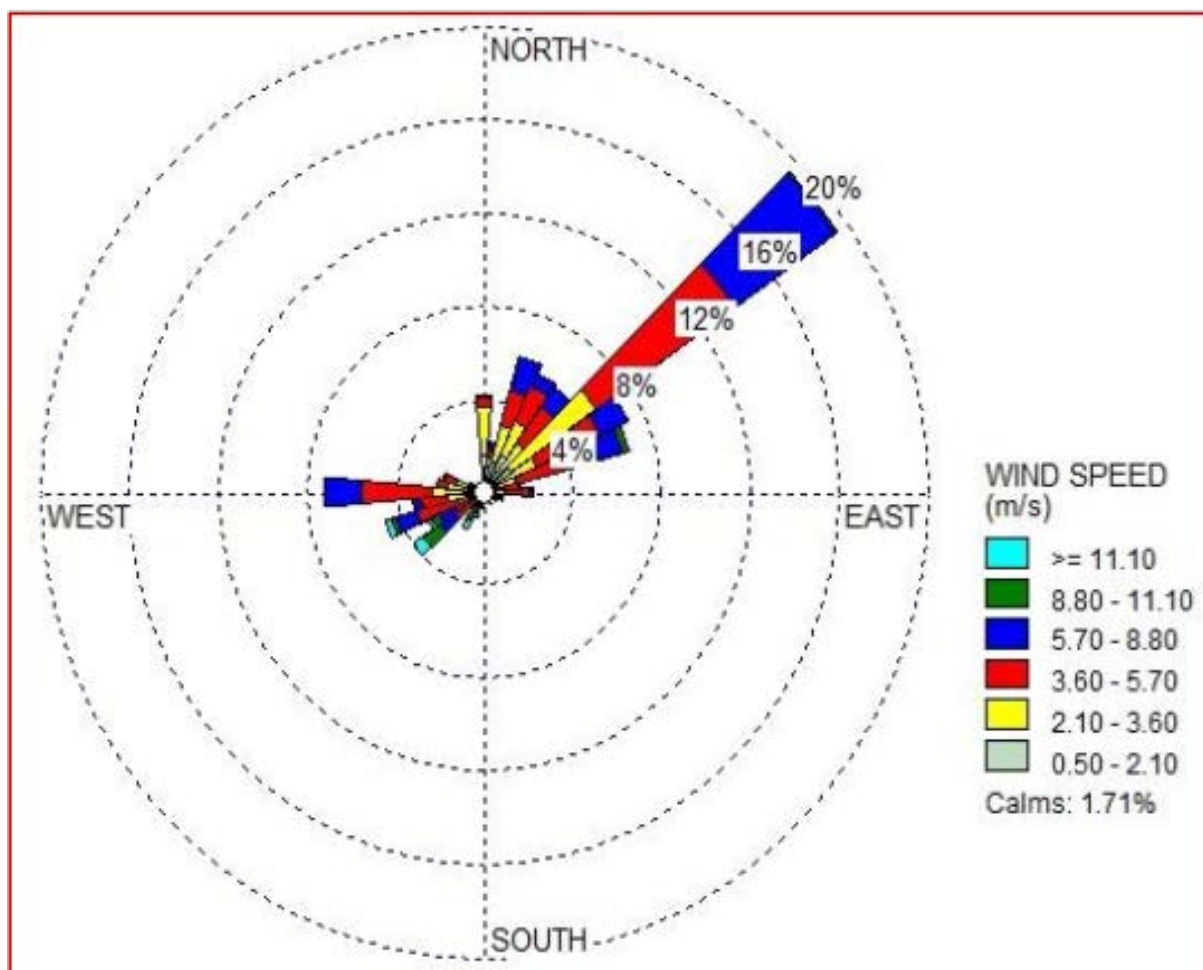 NORTH
20%
16%
12%
8%
4%
WEST
EAST
SOUTH
WIND SPEED
(m/s)
>= 11.10
8.80 - 11.10
5.70 - 8.80
3.60 - 5.70
2.10 - 3.60
0.50 - 2.10
Calms: 1.71%